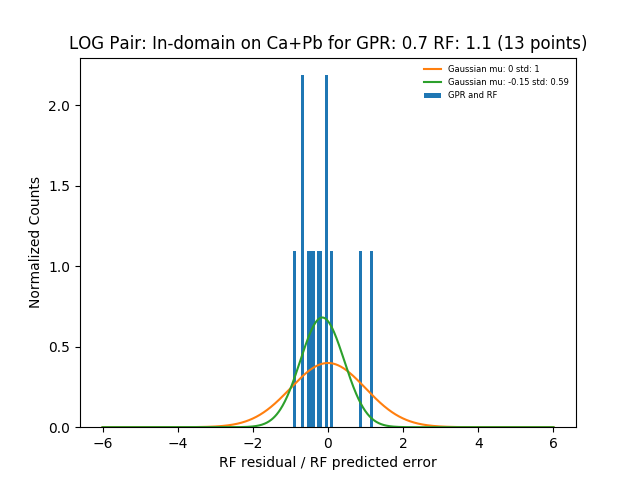 LOG Pair: In-domain on Ca+Pb for GPR: 0.7 RF: 1.1 (13 points)
Gaussian mu: 0 std: 1
Gaussian mu: -0.15 std: 0.59
GPR and RF
Normalized Counts
2.0
1.5
1.0
0.5
0.0
−6
−4
−2
0
2
4
6
RF residual / RF predicted error